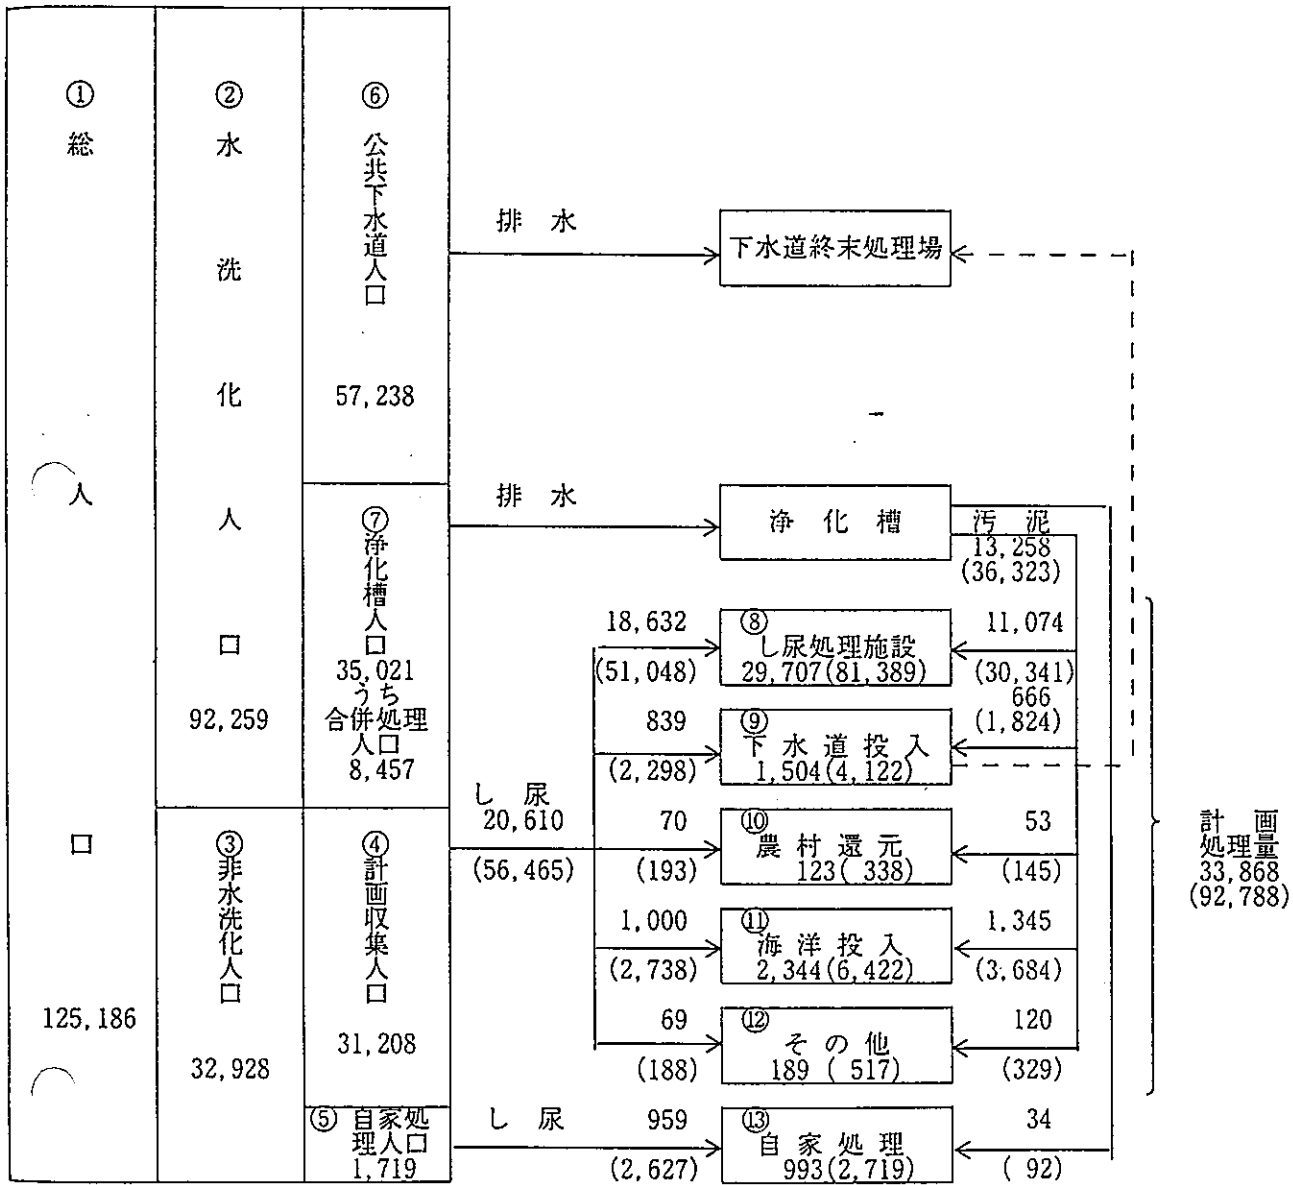 ① 総人口
125,186
② 水洗化人口
92,259
③ 非水洗化人口
32,928
⑥ 公共下水道人口
57,238
⑦ 浄化槽人口
35,021
うち
合併処理
人口
8,457
④ 計画収集人口
31,208
⑤ 自家処
理人口
1,719
排水
下水道終末処理場
排水
浄化槽
汚泥
13,258
(36,323)
し尿
20,610
(56,465)
18,632
(51,048)
⑧
し尿処理施設
29,707(81,389)
11,074
(30,341)
839
(2,298)
⑨
下水道投入
1,504(4,122)
666
(1,824)
70
(193)
⑩
農村還元
123( 338)
53
(145)
1,000
(2,738)
⑪
海洋投入
2,344(6,422)
1,345
(3,684)
69
(188)
⑫
その他
189 ( 517)
120
(329)
し尿
959
(2,627)
⑬
自家処理
993(2,719)
34
( 92)
計画
処理量
33,868
(92,788)